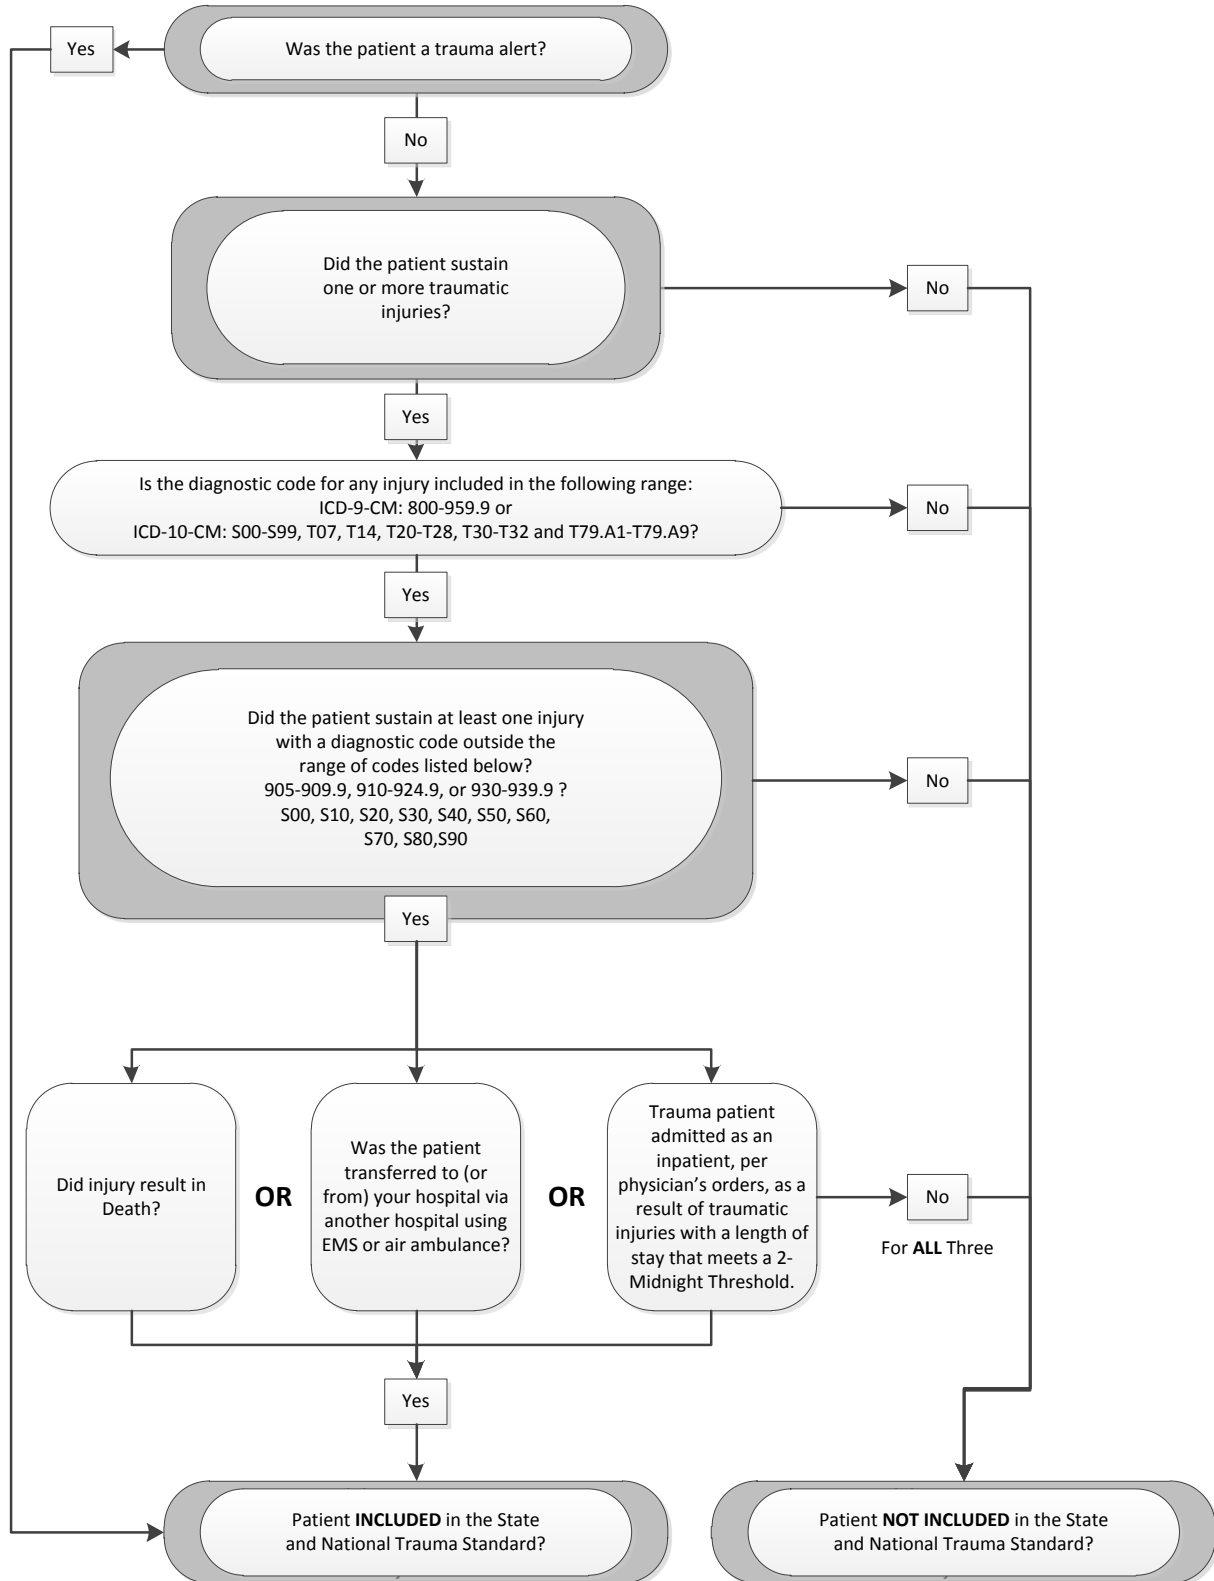 Yes
Was the patient a trauma alert?
No
Did the patient sustain
one or more traumatic
injuries?
No
Yes
Is the diagnostic code for any injury included in the following range:
ICD-9-CM: 800-959.9 or
ICD-10-CM: S00-S99, T07, T14, T20-T28, T30-T32 and T79.A1-T79.A9?
No
Yes
Did the patient sustain at least one injury
with a diagnostic code outside the
range of codes listed below?
905-909.9, 910-924.9, or 930-939.9 ?
S00, S10, S20, S30, S40, S50, S60,
S70, S80,S90
No
Yes
Did injury result in
Death?
OR
Was the patient
transferred to (or
from) your hospital via
another hospital using
EMS or air ambulance?
OR
Trauma patient
admitted as an
inpatient, per
physician’s orders, as a
result of traumatic
injuries with a length of
stay that meets a 2-
Midnight Threshold.
No
For ALL Three
Yes
Patient INCLUDED in the State
and National Trauma Standard?
Patient NOT INCLUDED in the State
and National Trauma Standard?